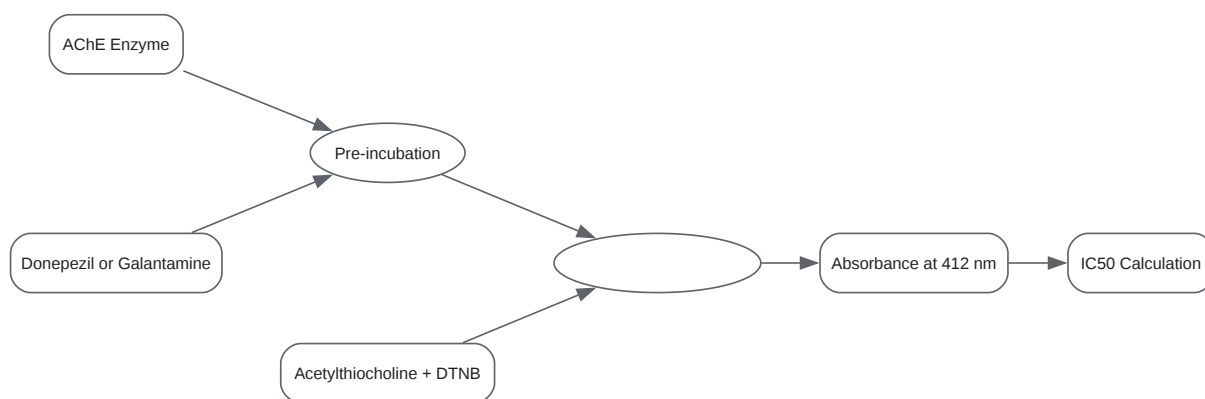 AChE Enzyme
Pre-incubation
Donepezil or Galantamine
Absorbance at 412 nm
IC50 Calculation
Acetylthiocholine + DTNB